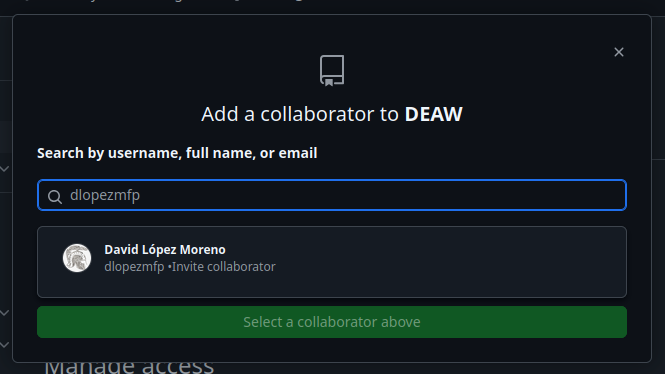 Add a collaborator to DEAW
Search by username, full name, or email
dlopezmfp
David López Moreno
dlopezmfp •Invite collaborator
Select a collaborator above
Manage access